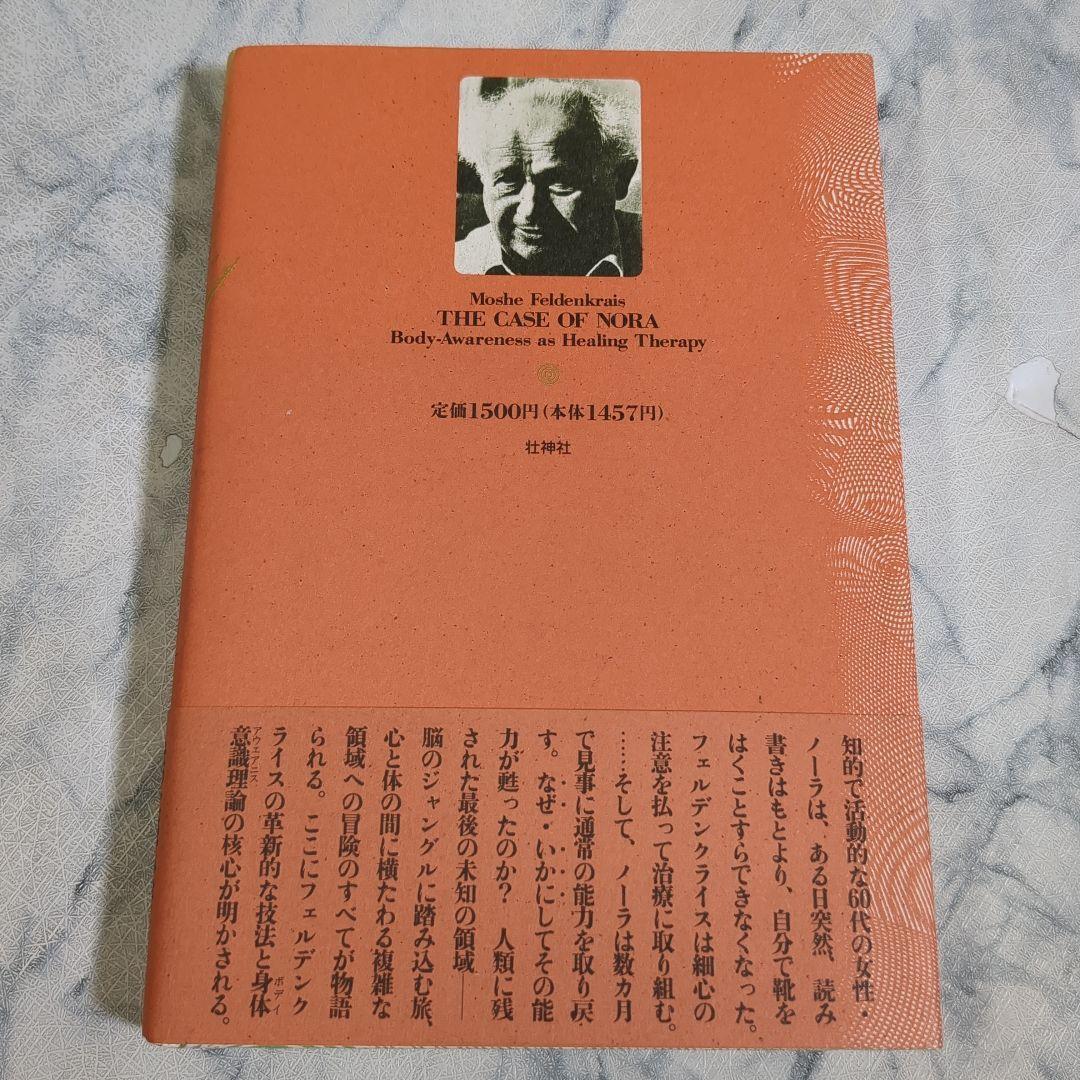 Moshe Feldenkrais
THE CASE OF NORA
Body-Awareness as Healing Therapy
定価1500円(本体1457円)
壮神社
知的で活動的な60代の女性・
ノーラは、ある日突然、読み
書きはもとより、自分で靴を
はくことすらできなくなった。
フェルデンクライスは細心の
注意を払って治療に取り組む。
……そして、ノーラは数カ月
で見事に通常の能力を取り戻
す。なぜ・いかにしてその能
力が甦ったのか? 人類に残
された最後の未知の領域——
脳のジャングルに踏み込む旅、
心と体の間に横たわる複雑な
領域への冒険のすべてが物語
られる。ここにフェルデンク
ライスの革新的な技法と身体
ボディ
意識理論の核心が明かされる。
アウェアニス